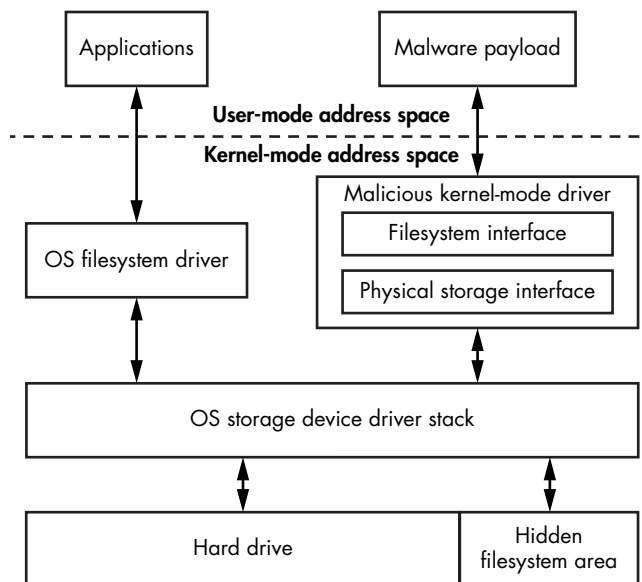 Applications
Malware payload
User-mode address space
Kernel-mode address space
Malicious kernel-mode driver
Filesystem interface
OS filesystem driver
Physical storage interface
OS storage device driver stack
Hard drive
Hidden
filesystem area